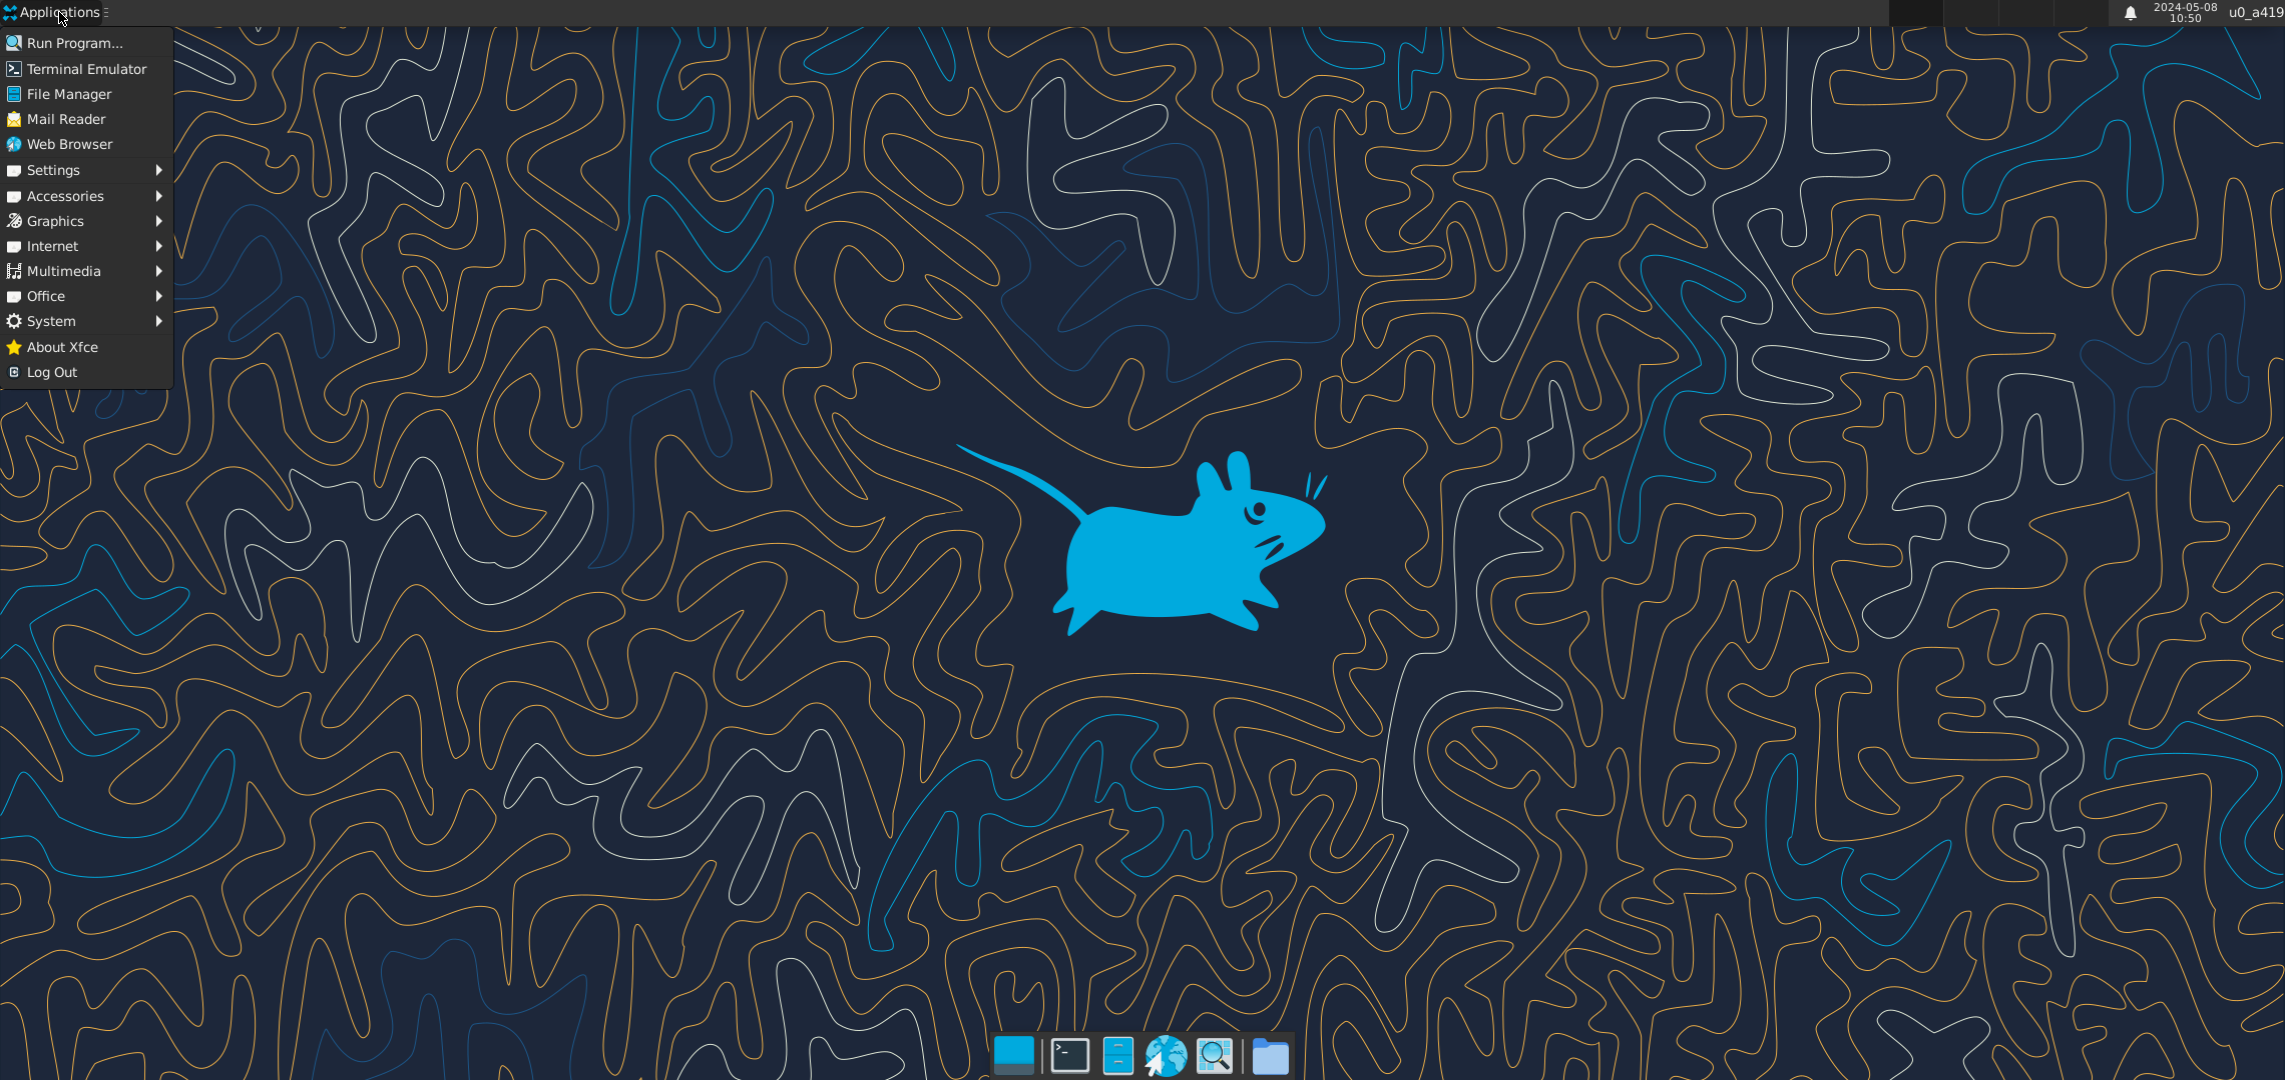 Applications
2024-05-08
10:50
u0_a419
Run Program...
Terminal Emulator
File Manager
Mail Reader
Web Browser
Settings
Accessories
Graphics
Internet
Multimedia
Office
System
About Xfce
Log Out